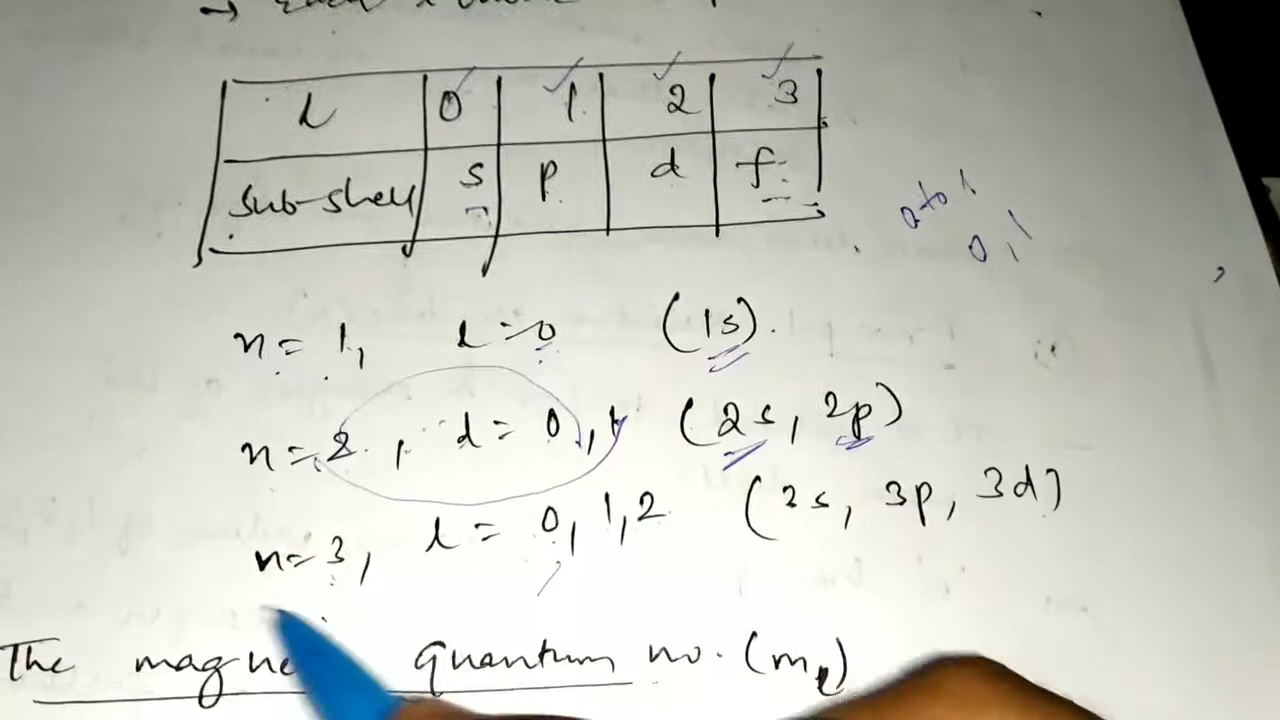 → Each
l 0 1 2 3
sub-shell s p d f
0 to 1
0, 1
n = 1, l = 0 (1s).
n = 2, l = 0, 1 (2s, 2p)
n = 3, l = 0, 1, 2 (3s, 3p, 3d)
The quantum no. (ml)